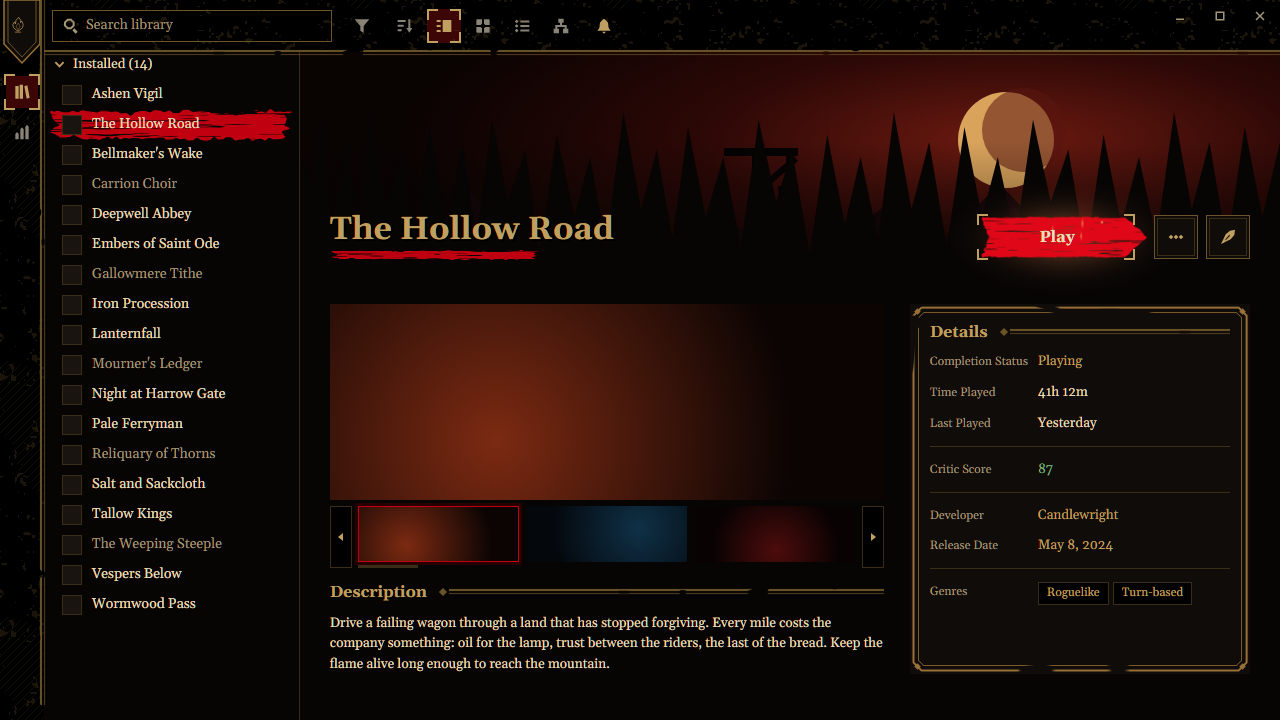 Search library
Installed (14)
Ashen Vigil
The Hollow Road
Bellmaker's Wake
Carrion Choir
Deepwell Abbey
Embers of Saint Ode
Gallowmere Tithe
Iron Procession
Lanternfall
Mourner's Ledger
Night at Harrow Gate
Pale Ferryman
Reliquary of Thorns
Salt and Sackcloth
Tallow Kings
The Weeping Steeple
Vespers Below
Wormwood Pass
The Hollow Road
Play
Description
Drive a failing wagon through a land that has stopped forgiving. Every mile costs the
company something: oil for the lamp, trust between the riders, the last of the bread. Keep the
flame alive long enough to reach the mountain.
Details
Completion Status Playing
Time Played 41h 12m
Last Played Yesterday
Critic Score 87
Developer Candlewright
Release Date May 8, 2024
Genres Roguelike Turn-based